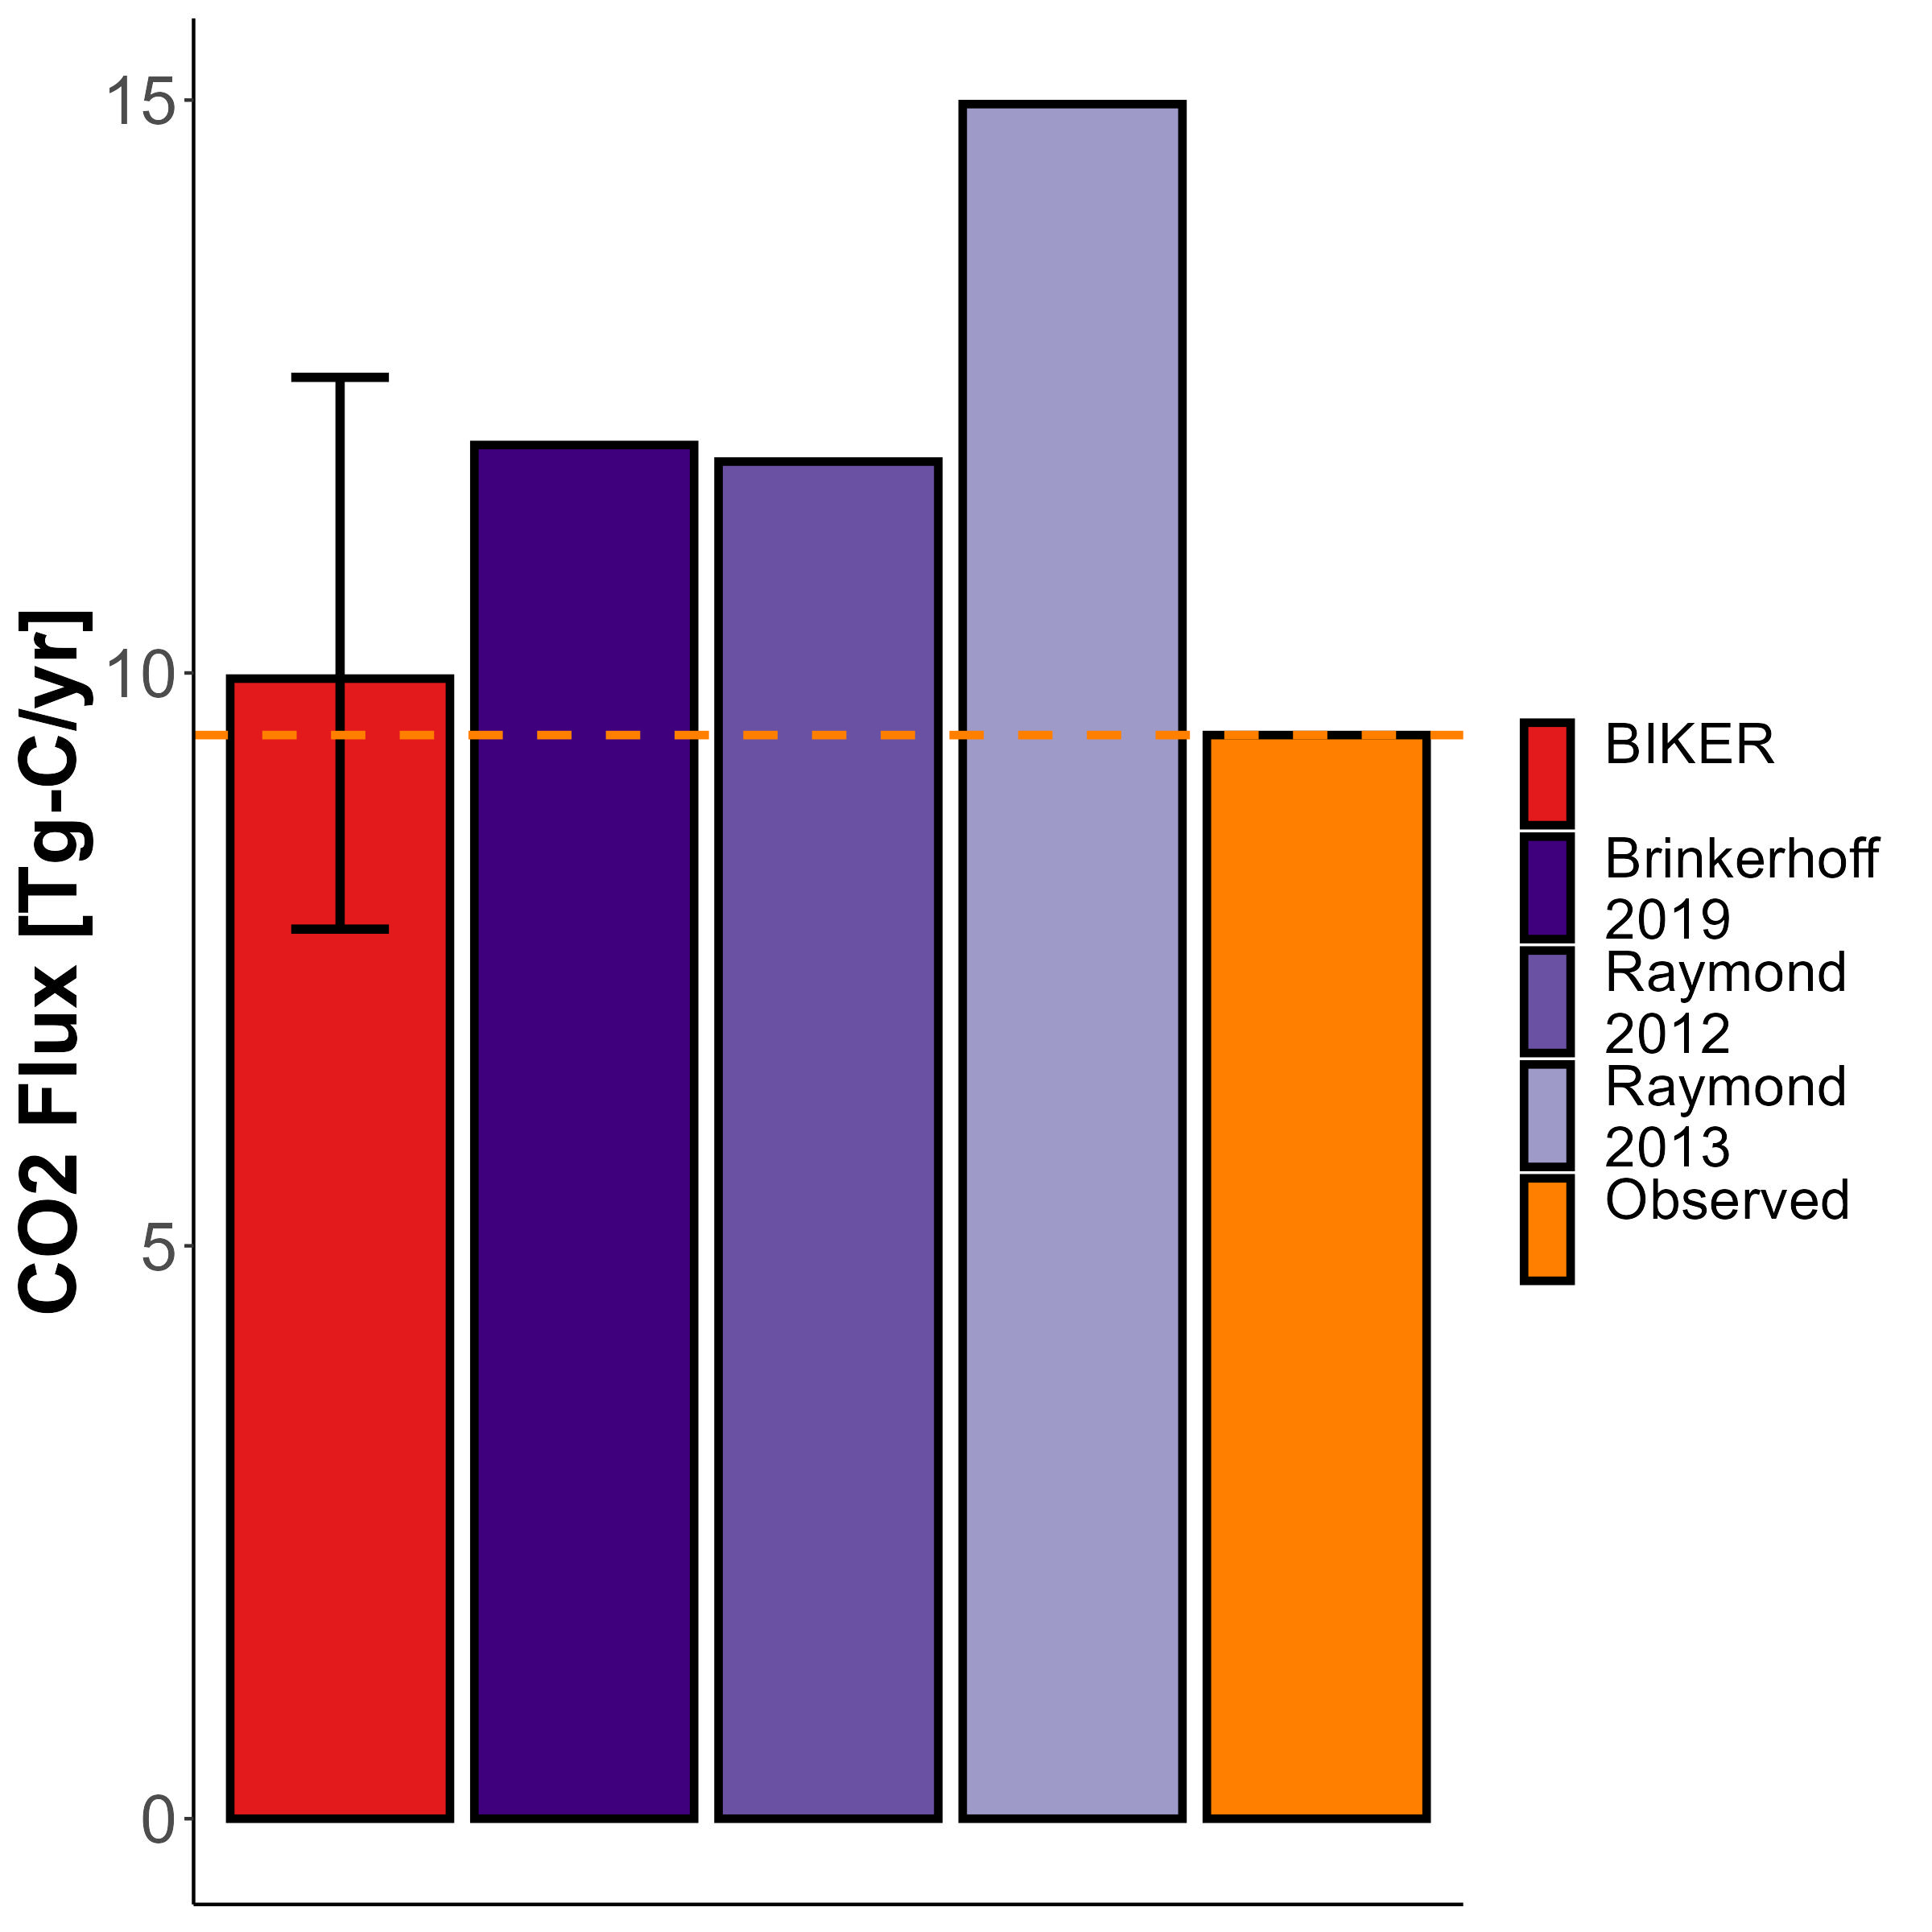 CO2 Flux [Tg-C/yr]
15
10
5
0
BIKER
Brinkerhoff
2019
Raymond
2012
Raymond
2013
Observed